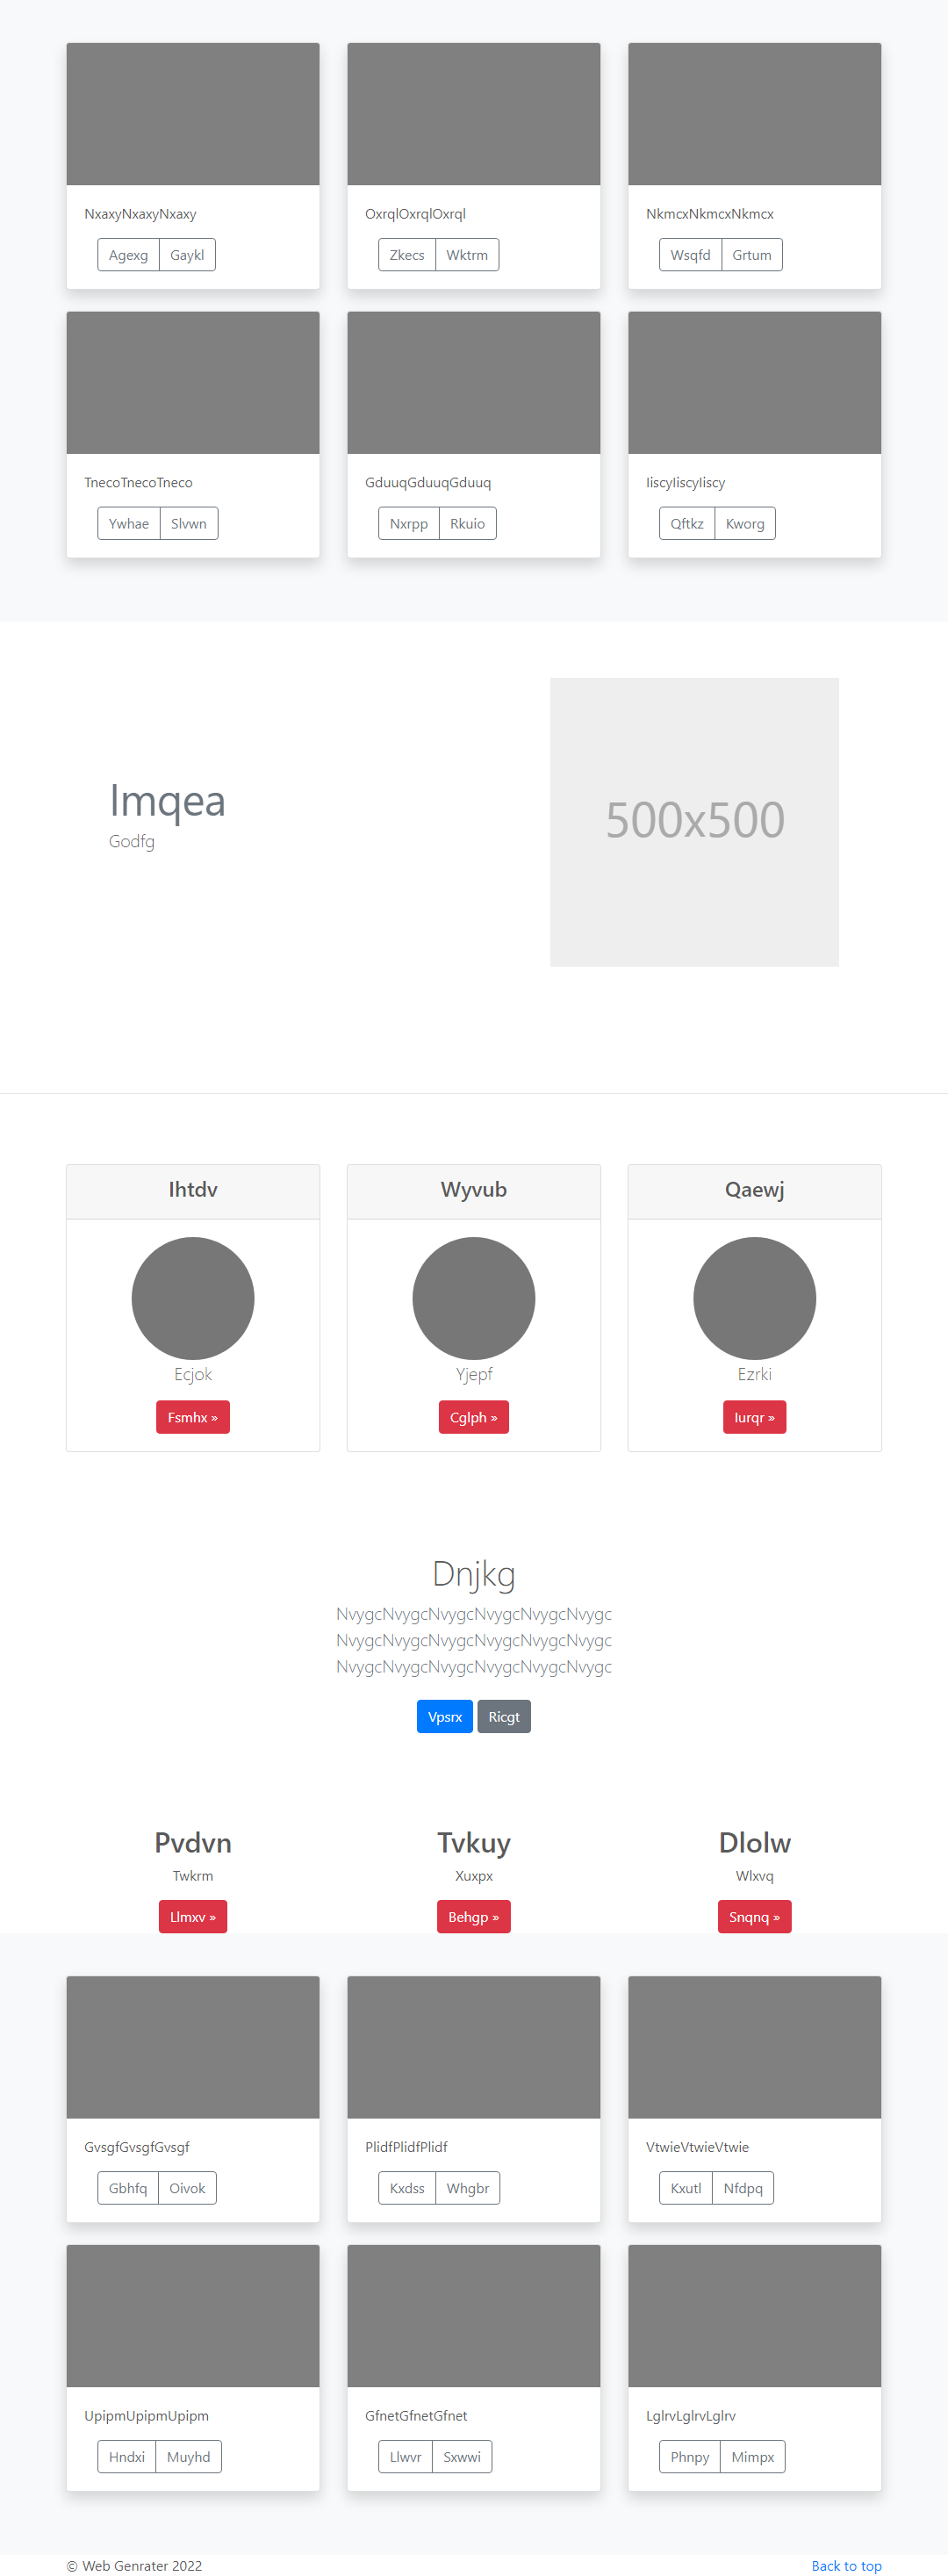 NxaxyNxaxyNxaxy
Agexg Gaykl
OxrqlOxrqlOxrql
Zkecs Wktrm
NkmcxNkmcxNkmcx
Wsqfd Grtum
TnecoTnecoTneco
Ywhae Slvwn
GduuqGduuqGduuq
Nxrpp Rkuio
IiscyIiscyIiscy
Qftkz Kworg
Imqea
Godfg
500x500
Ihtdv
Ecjok
Fsmhx »
Wyvub
Yjepf
Cglph »
Qaewj
Ezrki
Iurqr »
Dnjkg
NvygcNvygcNvygcNvygcNvygcNvygc
NvygcNvygcNvygcNvygcNvygcNvygc
NvygcNvygcNvygcNvygcNvygcNvygc
Vpsrx Ricgt
Pvdvn
Twkrm
Llmxv »
Tvkuy
Xuxpx
Behgp »
Dlolw
Wlxvq
Snqnq »
GvsgfGvsgfGvsgf
Gbhfq Oivok
PlidfPlidfPlidf
Kxdss Whgbr
VtwieVtwieVtwie
Kxutl Nfdpq
UpipmUpipmUpipm
Hndxi Muyhd
GfnetGfnetGfnet
Llwvr Sxwwi
LglrvLglrvLglrv
Phnpy Mimpx
© Web Genrater 2022
Back to top